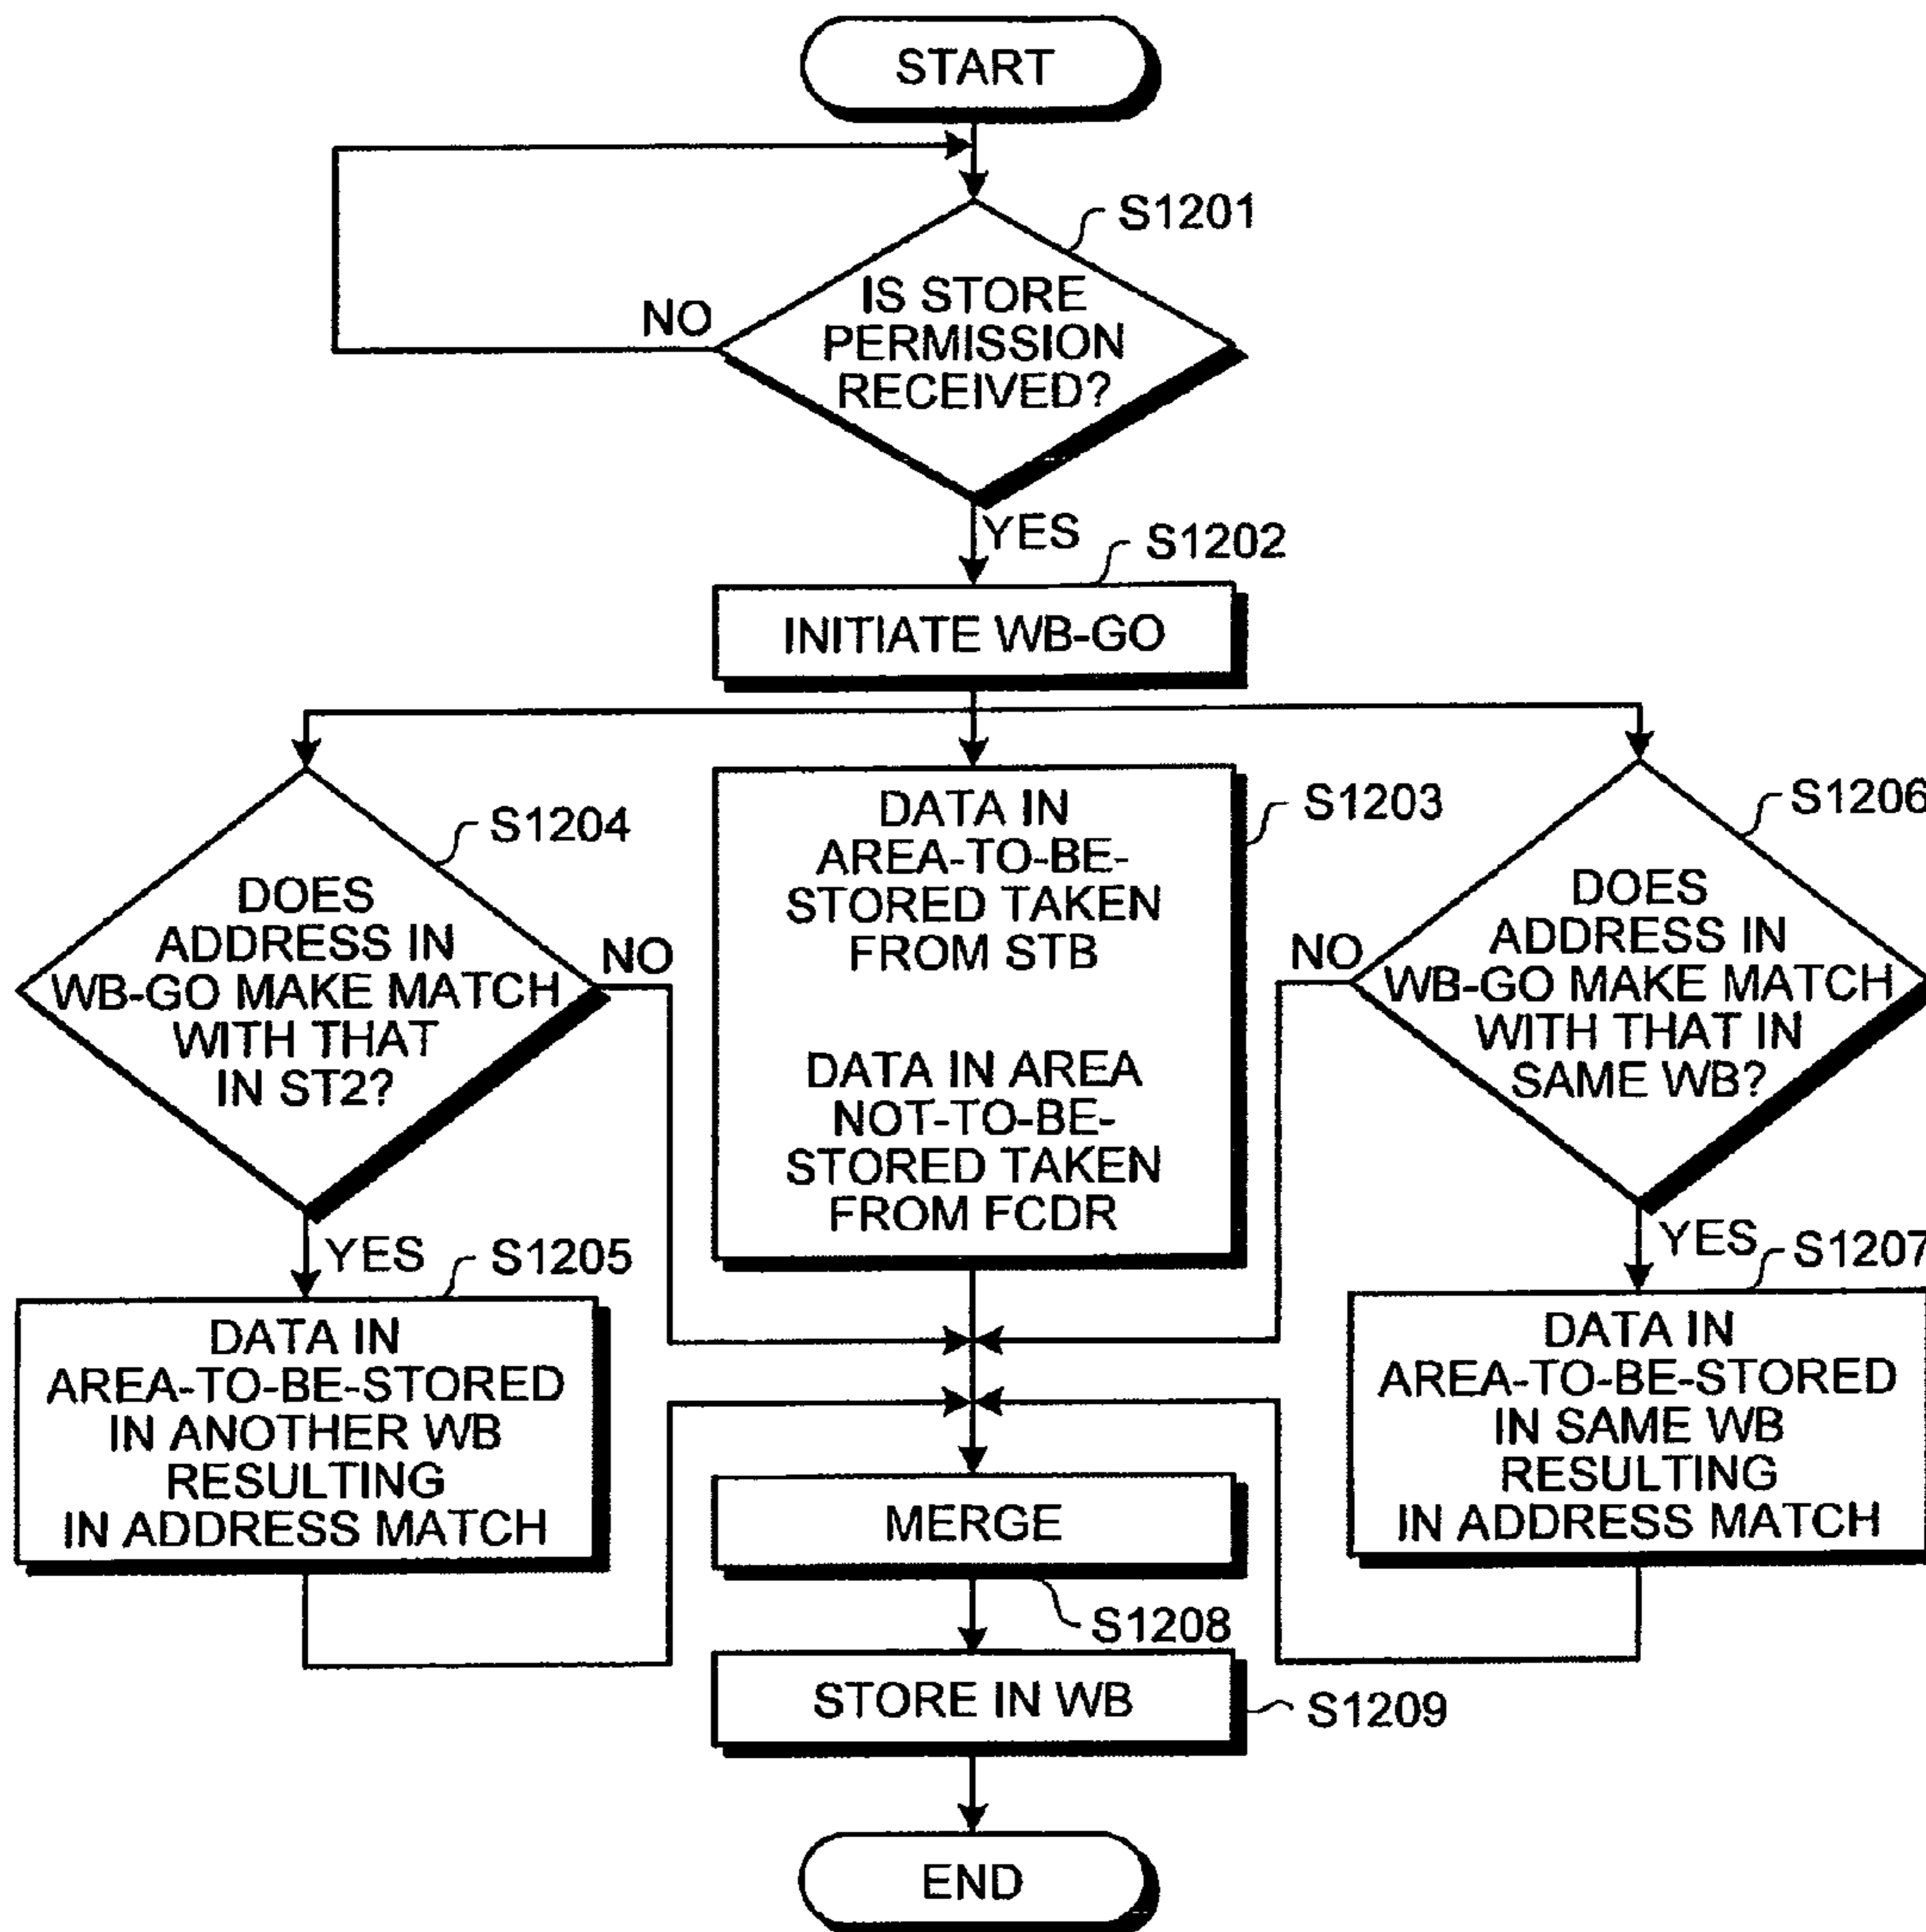 START
S1201
IS STORE
PERMISSION
RECEIVED?
NO
YES
S1202
INITIATE WB-GO
S1204
DOES
ADDRESS IN
WB-GO MAKE MATCH
WITH THAT
IN ST2?
NO
YES
S1203
DATA IN
AREA-TO-BE-
STORED TAKEN
FROM STB
DATA IN AREA
NOT-TO-BE-
STORED TAKEN
FROM FCDR
S1206
DOES
ADDRESS IN
WB-GO MAKE MATCH
WITH THAT IN
SAME WB?
NO
YES
S1205
DATA IN
AREA-TO-BE-STORED
IN ANOTHER WB
RESULTING
IN ADDRESS MATCH
S1207
DATA IN
AREA-TO-BE-STORED
IN SAME WB
RESULTING
IN ADDRESS MATCH
MERGE
S1208
STORE IN WB
S1209
END